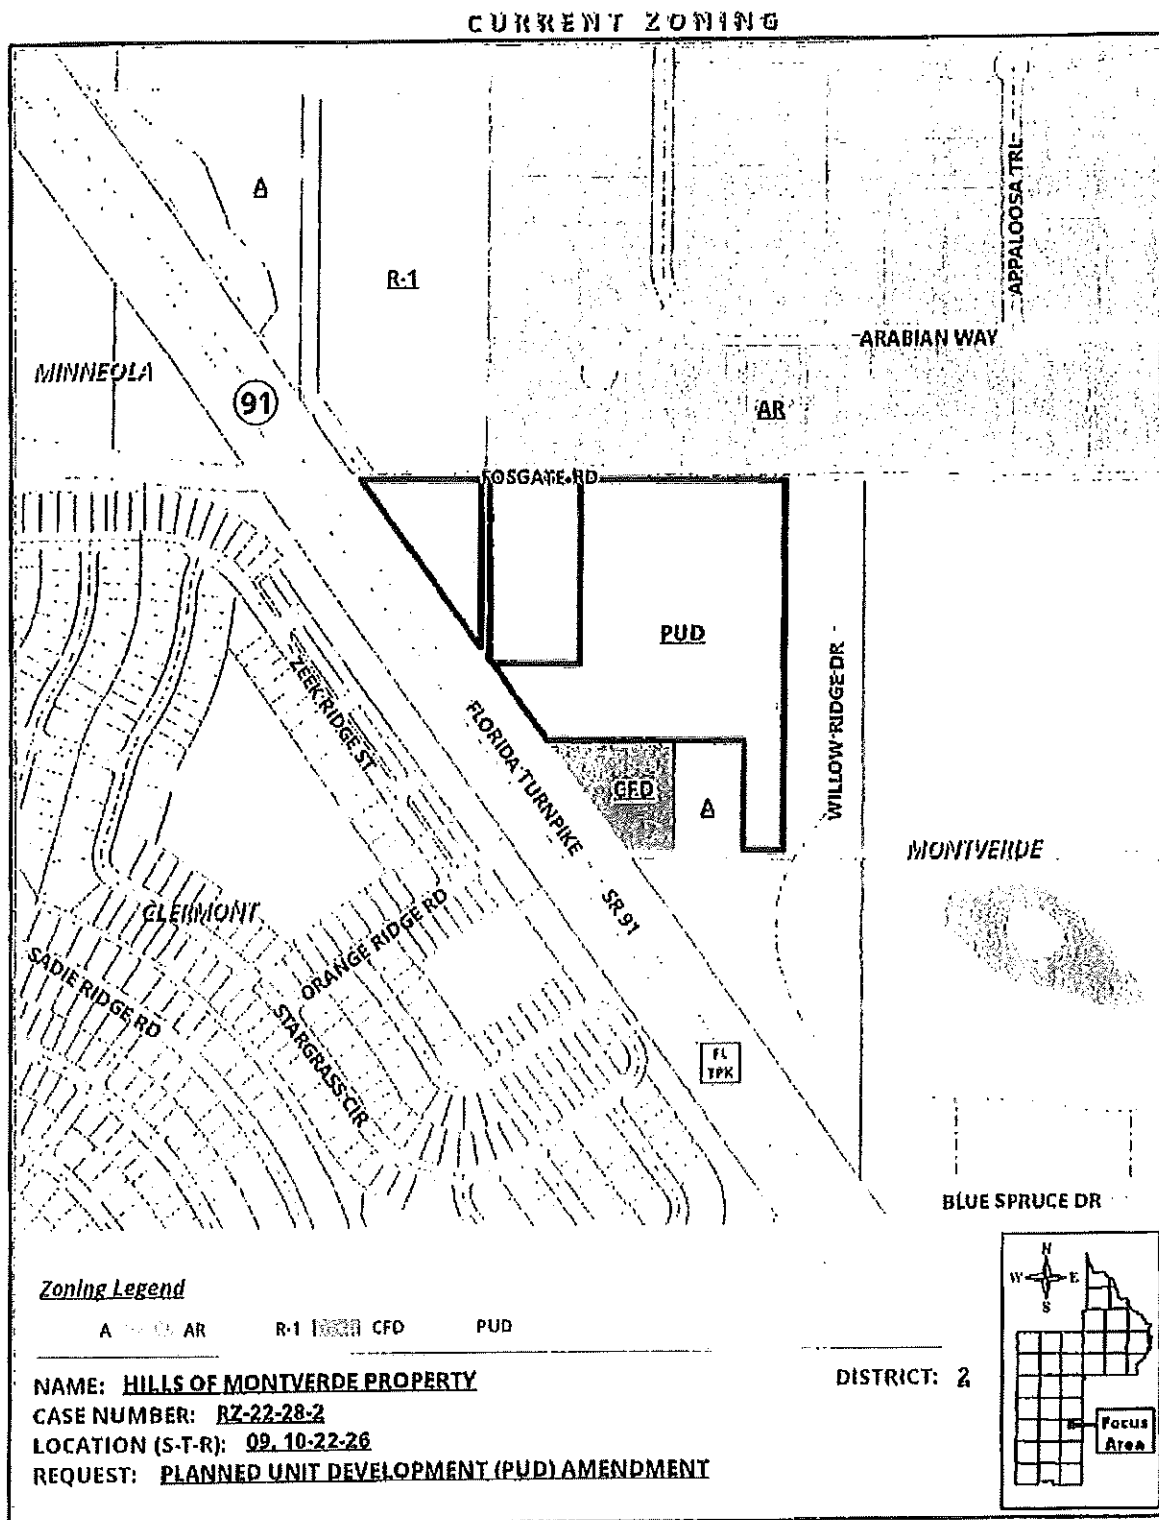 CURRENT ZONING
A
R-1
APPALOOSA TRL
ARABIAN WAY
MINNEOLA
91
AR
FOSGATE RD
PUD
ZEEK RIDGE ST
FLORIDA TURNPIKE
WILLOW RIDGE DR
CFD
A
MONTVERDE
SR 91
CLERMONT
ORANGE RIDGE RD
SADIE RIDGE RD
STARGRASS CIR
FL
TPK
BLUE SPRUCE DR
Zoning Legend
A AR R-1 CFD PUD
N
W E
S
Focus
Area
NAME: HILLS OF MONTVERDE PROPERTY
DISTRICT: 2
CASE NUMBER: RZ-22-28-2
LOCATION (S-T-R): 09, 10-22-26
REQUEST: PLANNED UNIT DEVELOPMENT (PUD) AMENDMENT